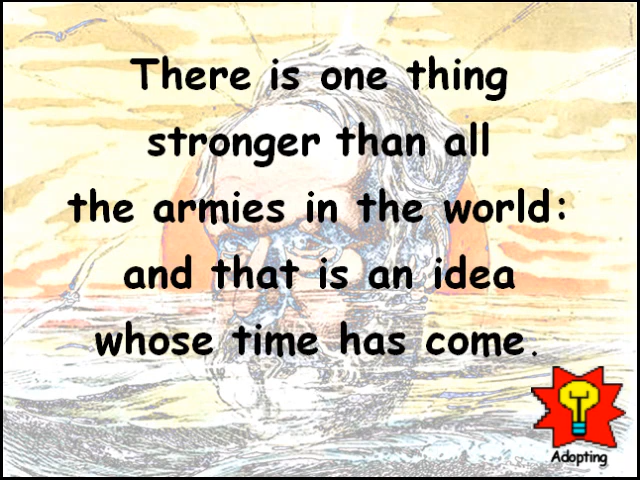 There is one thing
stronger than all
the armies in the world:
and that is an idea
whose time has come.
Adopting